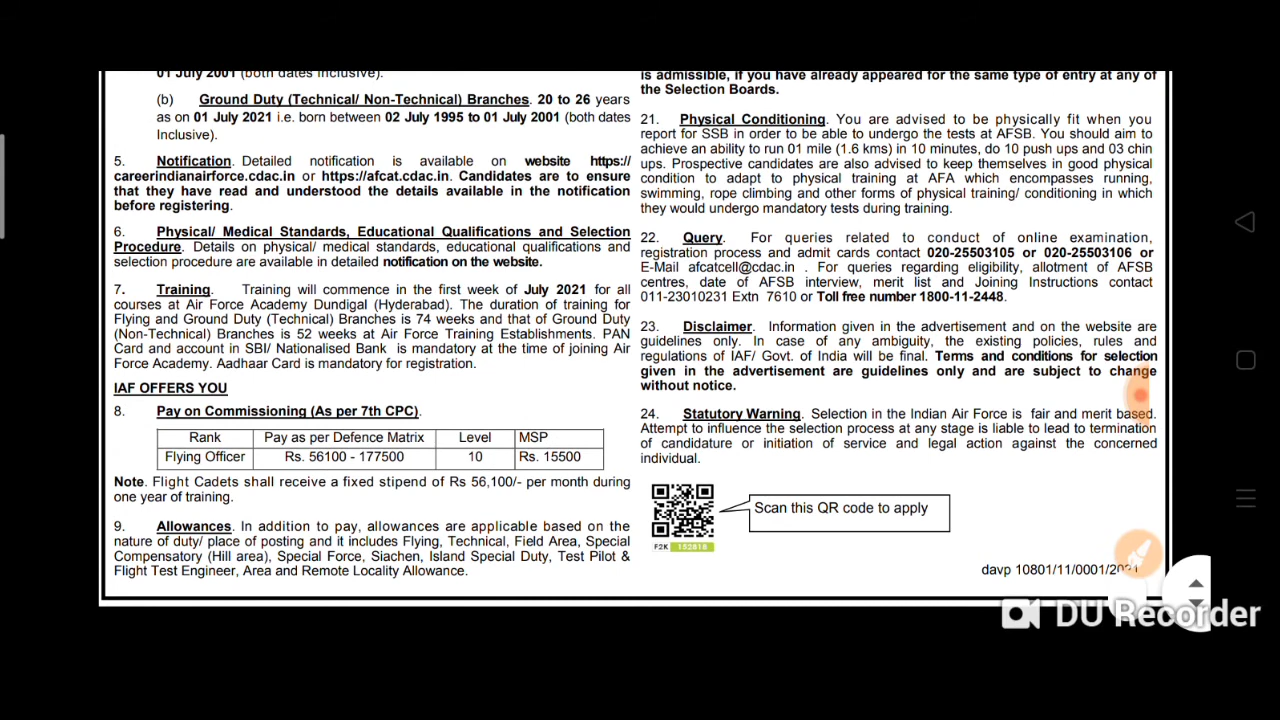 01 July 2001 (both dates inclusive).
(b) Ground Duty (Technical/ Non-Technical) Branches. 20 to 26 years
as on 01 July 2021 i.e. born between 02 July 1995 to 01 July 2001 (both dates
Inclusive).
5. Notification. Detailed notification is available on website https://
careerindianairforce.cdac.in or https://afcat.cdac.in. Candidates are to ensure
that they have read and understood the details available in the notification
before registering.
6. Physical/ Medical Standards, Educational Qualifications and Selection
Procedure. Details on physical/ medical standards, educational qualifications and
selection procedure are available in detailed notification on the website.
7. Training. Training will commence in the first week of July 2021 for all
courses at Air Force Academy Dundigal (Hyderabad). The duration of training for
Flying and Ground Duty (Technical) Branches is 74 weeks and that of Ground Duty
(Non-Technical) Branches is 52 weeks at Air Force Training Establishments. PAN
Card and account in SBI/ Nationalised Bank is mandatory at the time of joining Air
Force Academy. Aadhaar Card is mandatory for registration.
IAF OFFERS YOU
8. Pay on Commissioning (As per 7th CPC).
Rank Pay as per Defence Matrix Level MSP
Flying Officer Rs. 56100 - 177500 10 Rs. 15500
Note. Flight Cadets shall receive a fixed stipend of Rs 56,100/- per month during
one year of training.
9. Allowances. In addition to pay, allowances are applicable based on the
nature of duty/ place of posting and it includes Flying, Technical, Field Area, Special
Compensatory (Hill area), Special Force, Siachen, Island Special Duty, Test Pilot &
Flight Test Engineer, Area and Remote Locality Allowance.
is admissible, if you have already appeared for the same type of entry at any of
the Selection Boards.
21. Physical Conditioning. You are advised to be physically fit when you
report for SSB in order to be able to undergo the tests at AFSB. You should aim to
achieve an ability to run 01 mile (1.6 kms) in 10 minutes, do 10 push ups and 03 chin
ups. Prospective candidates are also advised to keep themselves in good physical
condition to adapt to physical training at AFA which encompasses running,
swimming, rope climbing and other forms of physical training/ conditioning in which
they would undergo mandatory tests during training.
22. Query. For queries related to conduct of online examination,
registration process and admit cards contact 020-25503105 or 020-25503106 or
E-Mail afcatcell@cdac.in . For queries regarding eligibility, allotment of AFSB
centres, date of AFSB interview, merit list and Joining Instructions contact
011-23010231 Extn 7610 or Toll free number 1800-11-2448.
23. Disclaimer. Information given in the advertisement and on the website are
guidelines only. In case of any ambiguity, the existing policies, rules and
regulations of IAF/ Govt. of India will be final. Terms and conditions for selection
given in the advertisement are guidelines only and are subject to change
without notice.
24. Statutory Warning. Selection in the Indian Air Force is fair and merit based.
Attempt to influence the selection process at any stage is liable to lead to termination
of candidature or initiation of service and legal action against the concerned
individual.
Scan this QR code to apply
F2K 152818
davp 10801/11/0001/2021
DU Recorder